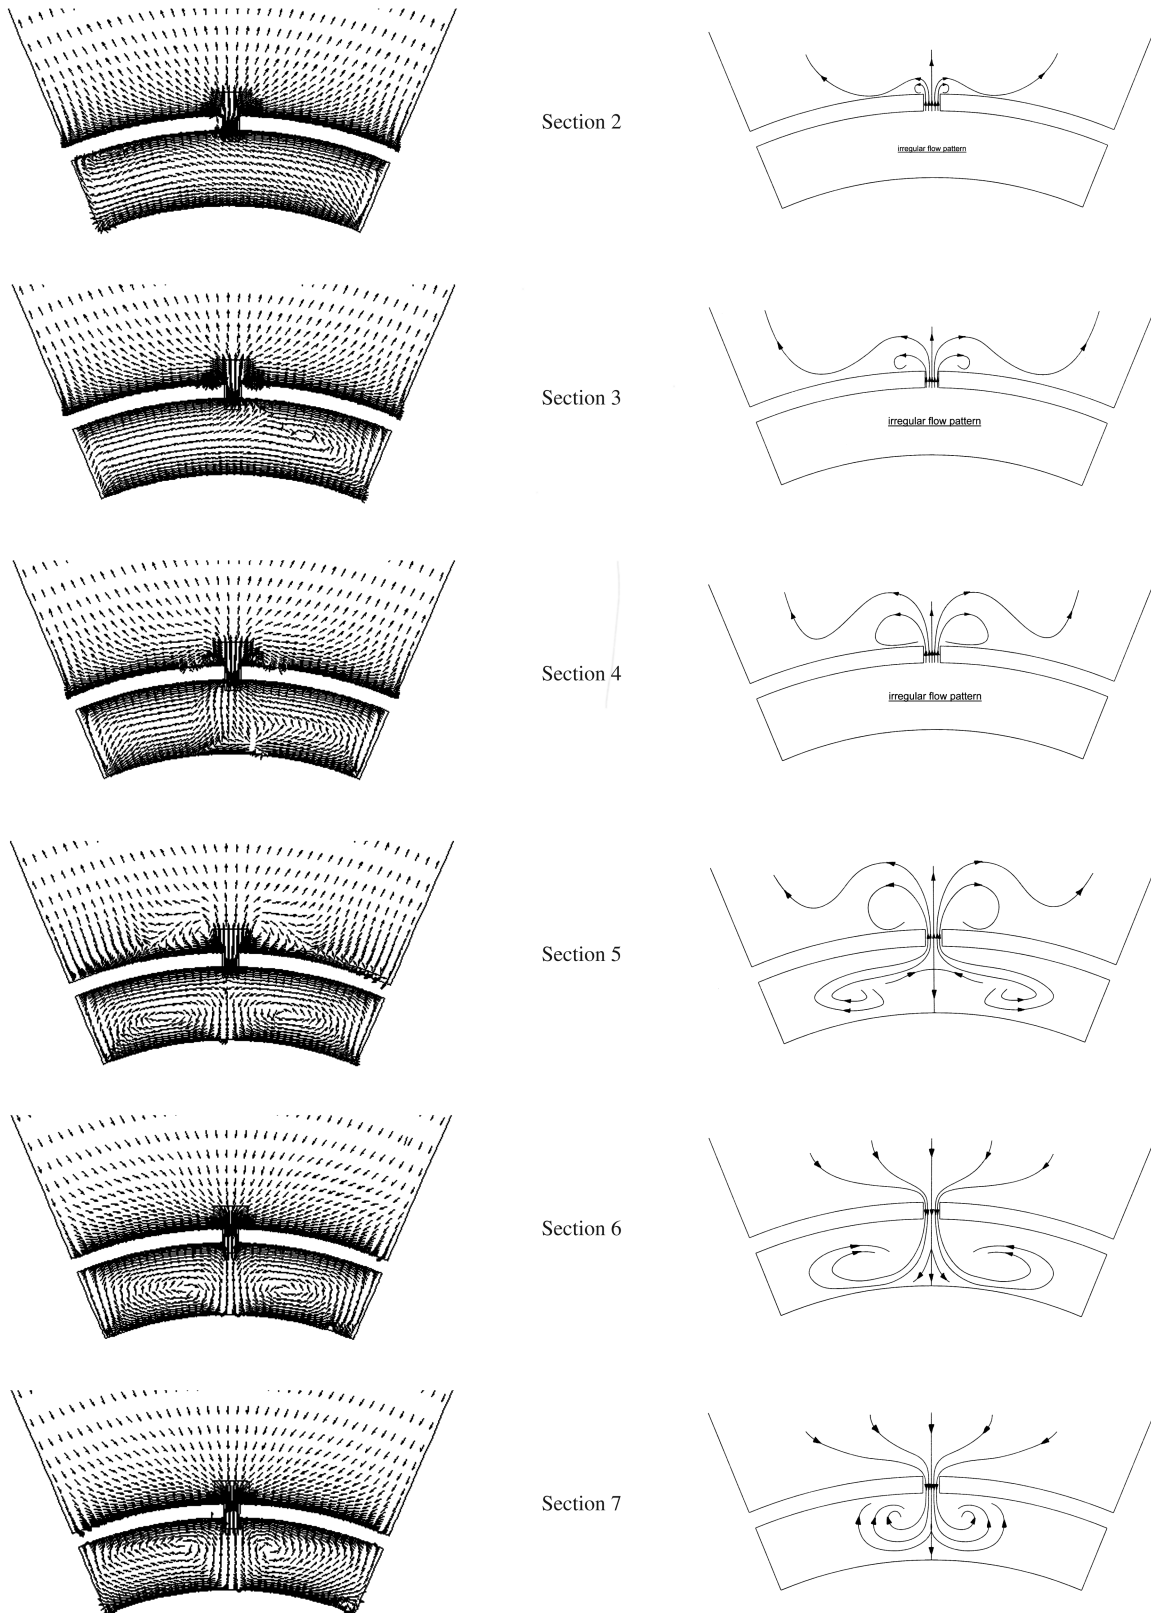 Section 2
irregular flow pattern
Section 3
irregular flow pattern
Section 4
irregular flow pattern
Section 5
Section 6
Section 7